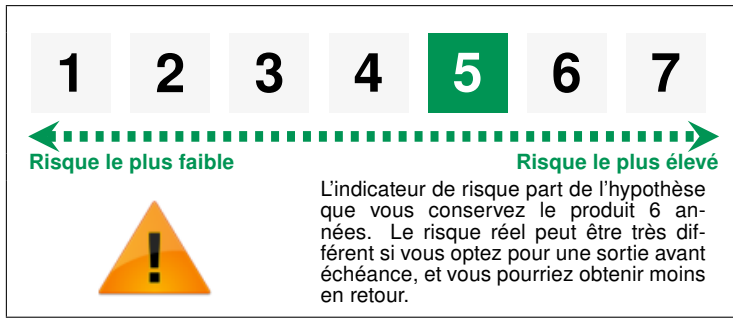 1 2 3 4 5 6 7
Risque le plus faible Risque le plus élevé
L'indicateur de risque part de l'hypothèse
que vous conservez le produit 6 an-
nées. Le risque réel peut être très dif-
férent si vous optez pour une sortie avant
échéance, et vous pourriez obtenir moins
en retour.
!